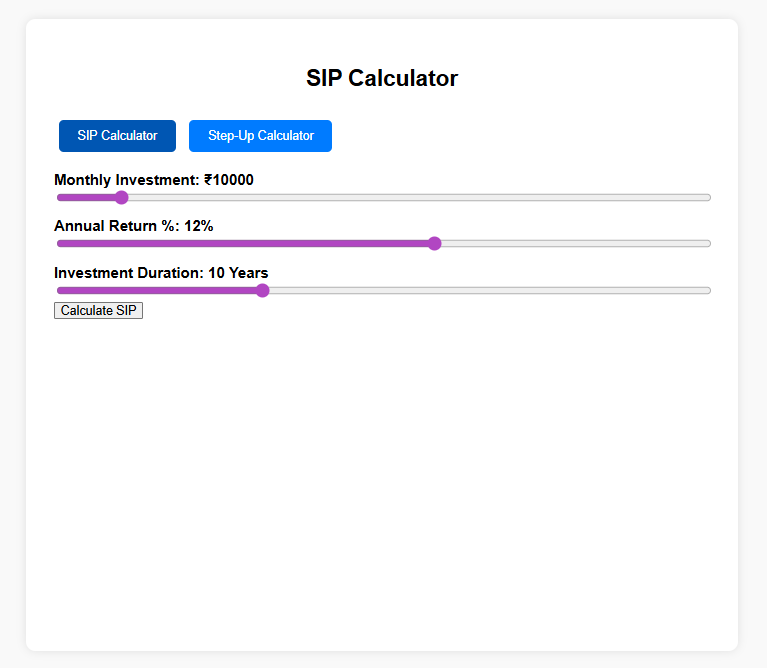 SIP Calculator
SIP Calculator Step-Up Calculator
Monthly Investment: ₹10000
Annual Return %: 12%
Investment Duration: 10 Years
Calculate SIP